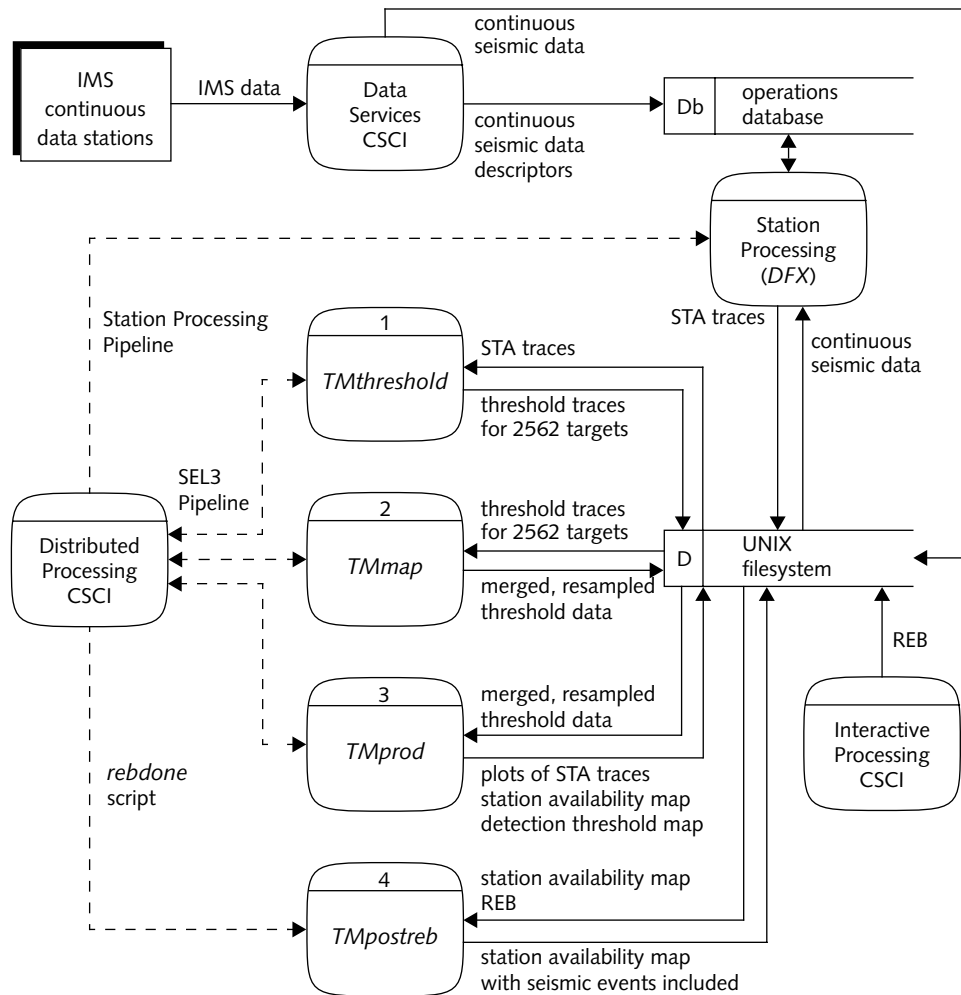 continuous
seismic data
IMS
continuous
data stations
IMS data
Data
Services
CSCI
continuous
seismic data
descriptors
Db
operations
database
Station
Processing
(DFX)
STA traces
continuous
seismic data
Station Processing
Pipeline
1
TMthreshold
STA traces
threshold traces
for 2562 targets
SEL3
Pipeline
Distributed
Processing
CSCI
2
TMmap
threshold traces
for 2562 targets
merged, resampled
threshold data
D
UNIX
filesystem
REB
Interactive
Processing
CSCI
3
TMprod
merged, resampled
threshold data
plots of STA traces
station availability map
detection threshold map
rebdone
script
4
TMpostreb
station availability map
REB
station availability map
with seismic events included